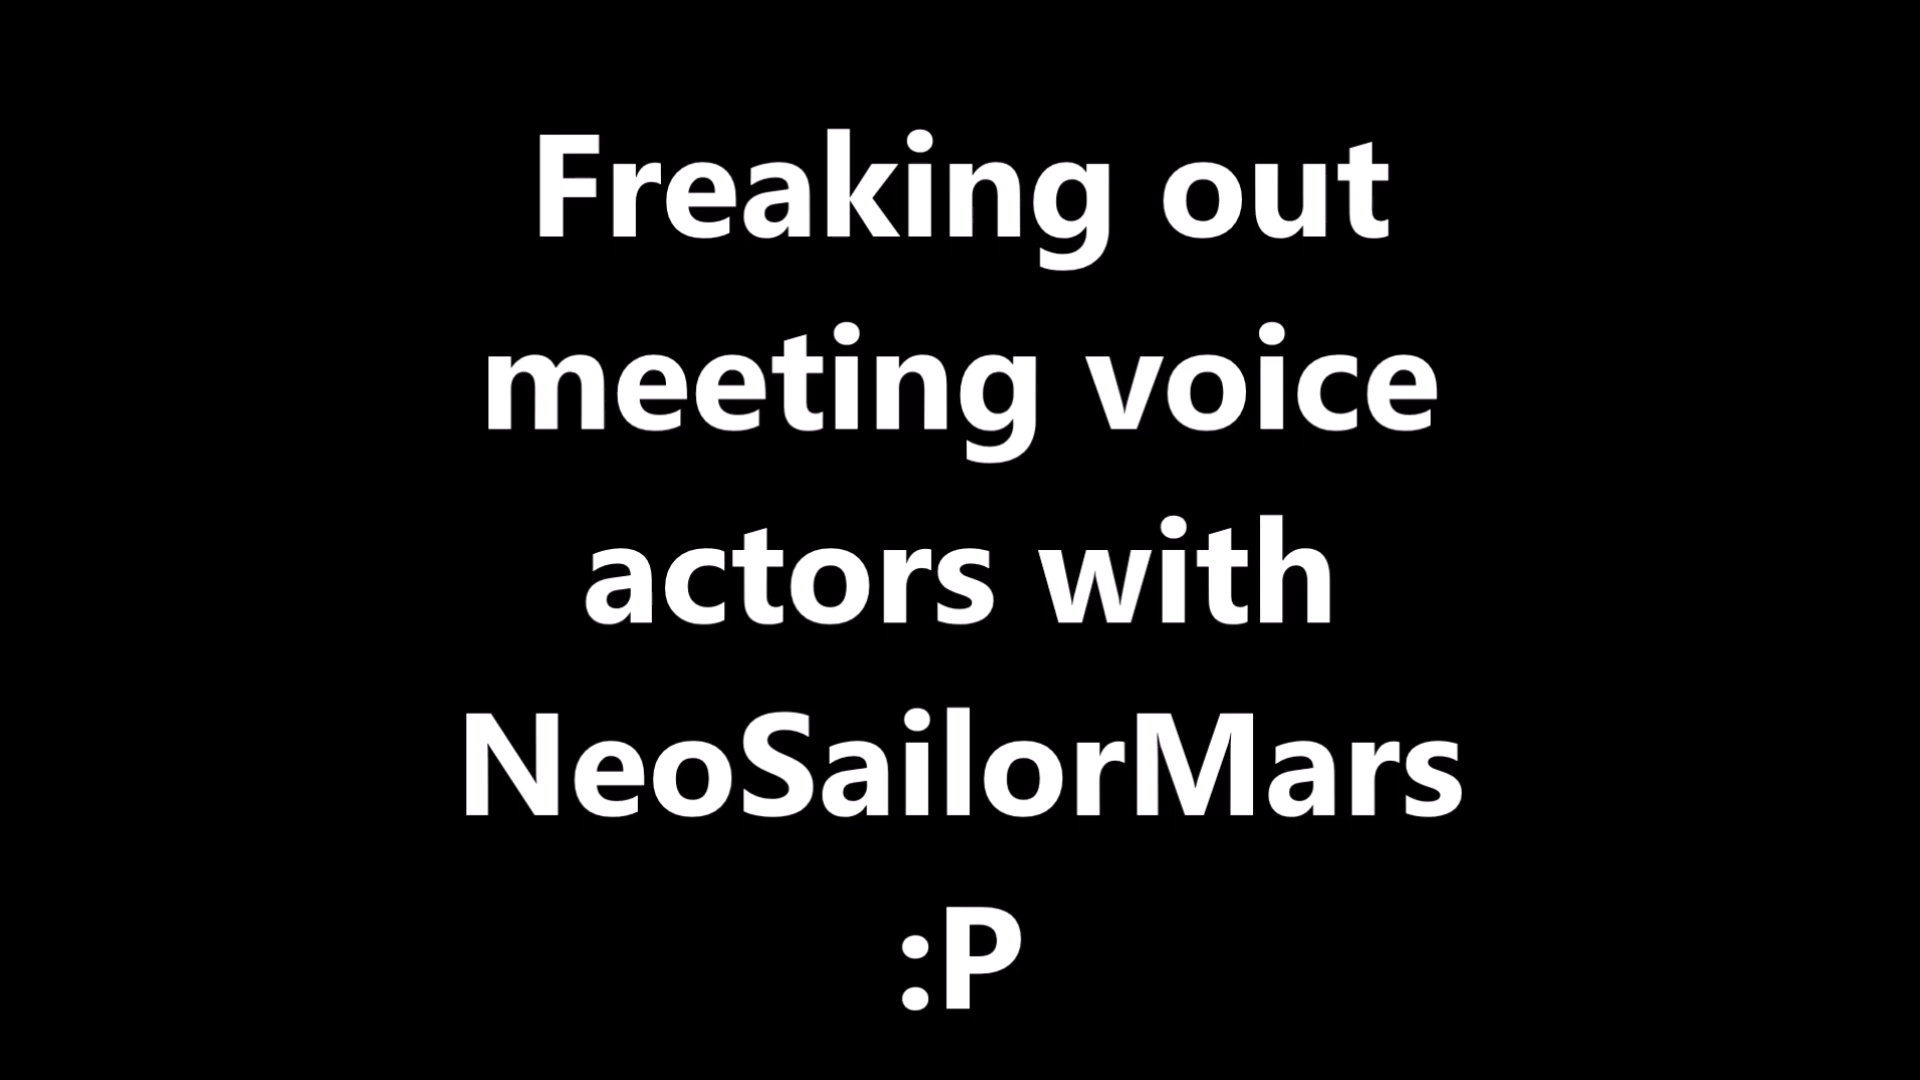 Freaking out
meeting voice
actors with
NeoSailorMars
:P